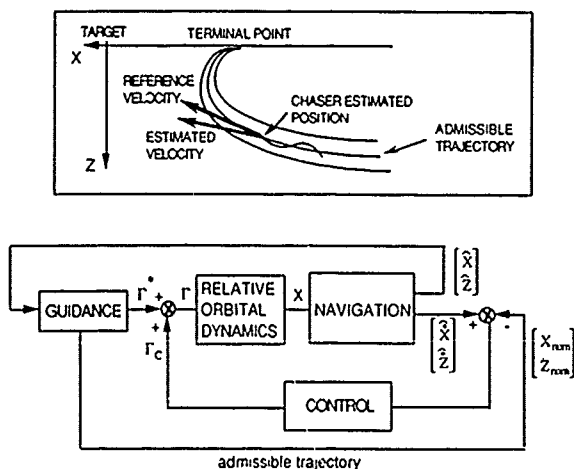 TARGET
TERMINAL POINT
X
REFERENCE
VELOCITY
CHASER ESTIMATED
POSITION
ESTIMATED
VELOCITY
ADMISSIBLE
TRAJECTORY
Z
[X̂
Ẑ]
GUIDANCE
Γ* +
Γ
RELATIVE
ORBITAL
DYNAMICS
X
NAVIGATION
+
Γc
+ -
[Ẋ̂
Ż̂]
[Xnom
Znom]
CONTROL
admissible trajectory